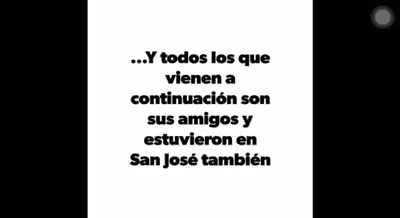 ...Y todos los que
vienen a
continuación son
sus amigos y
estuvieron en
San José también